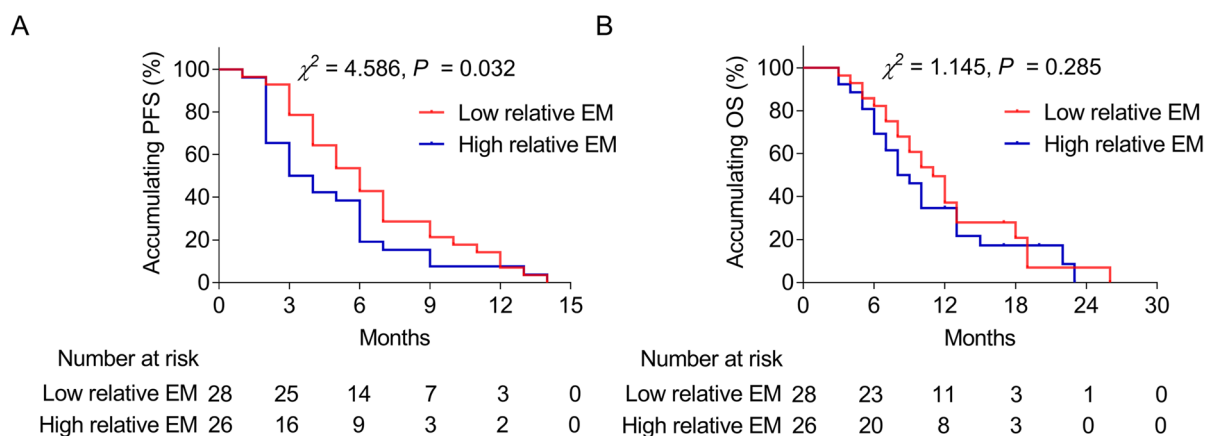 A
χ² = 4.586, P = 0.032
Low relative EM
High relative EM
Accumulating PFS (%)
100
80
60
40
20
0
0 3 6 9 12 15
Months
Number at risk
Low relative EM 28 25 14 7 3 0
High relative EM 26 16 9 3 2 0
B
χ² = 1.145, P = 0.285
Low relative EM
High relative EM
Accumulating OS (%)
100
80
60
40
20
0
0 6 12 18 24 30
Months
Number at risk
Low relative EM 28 23 11 3 1 0
High relative EM 26 20 8 3 0 0